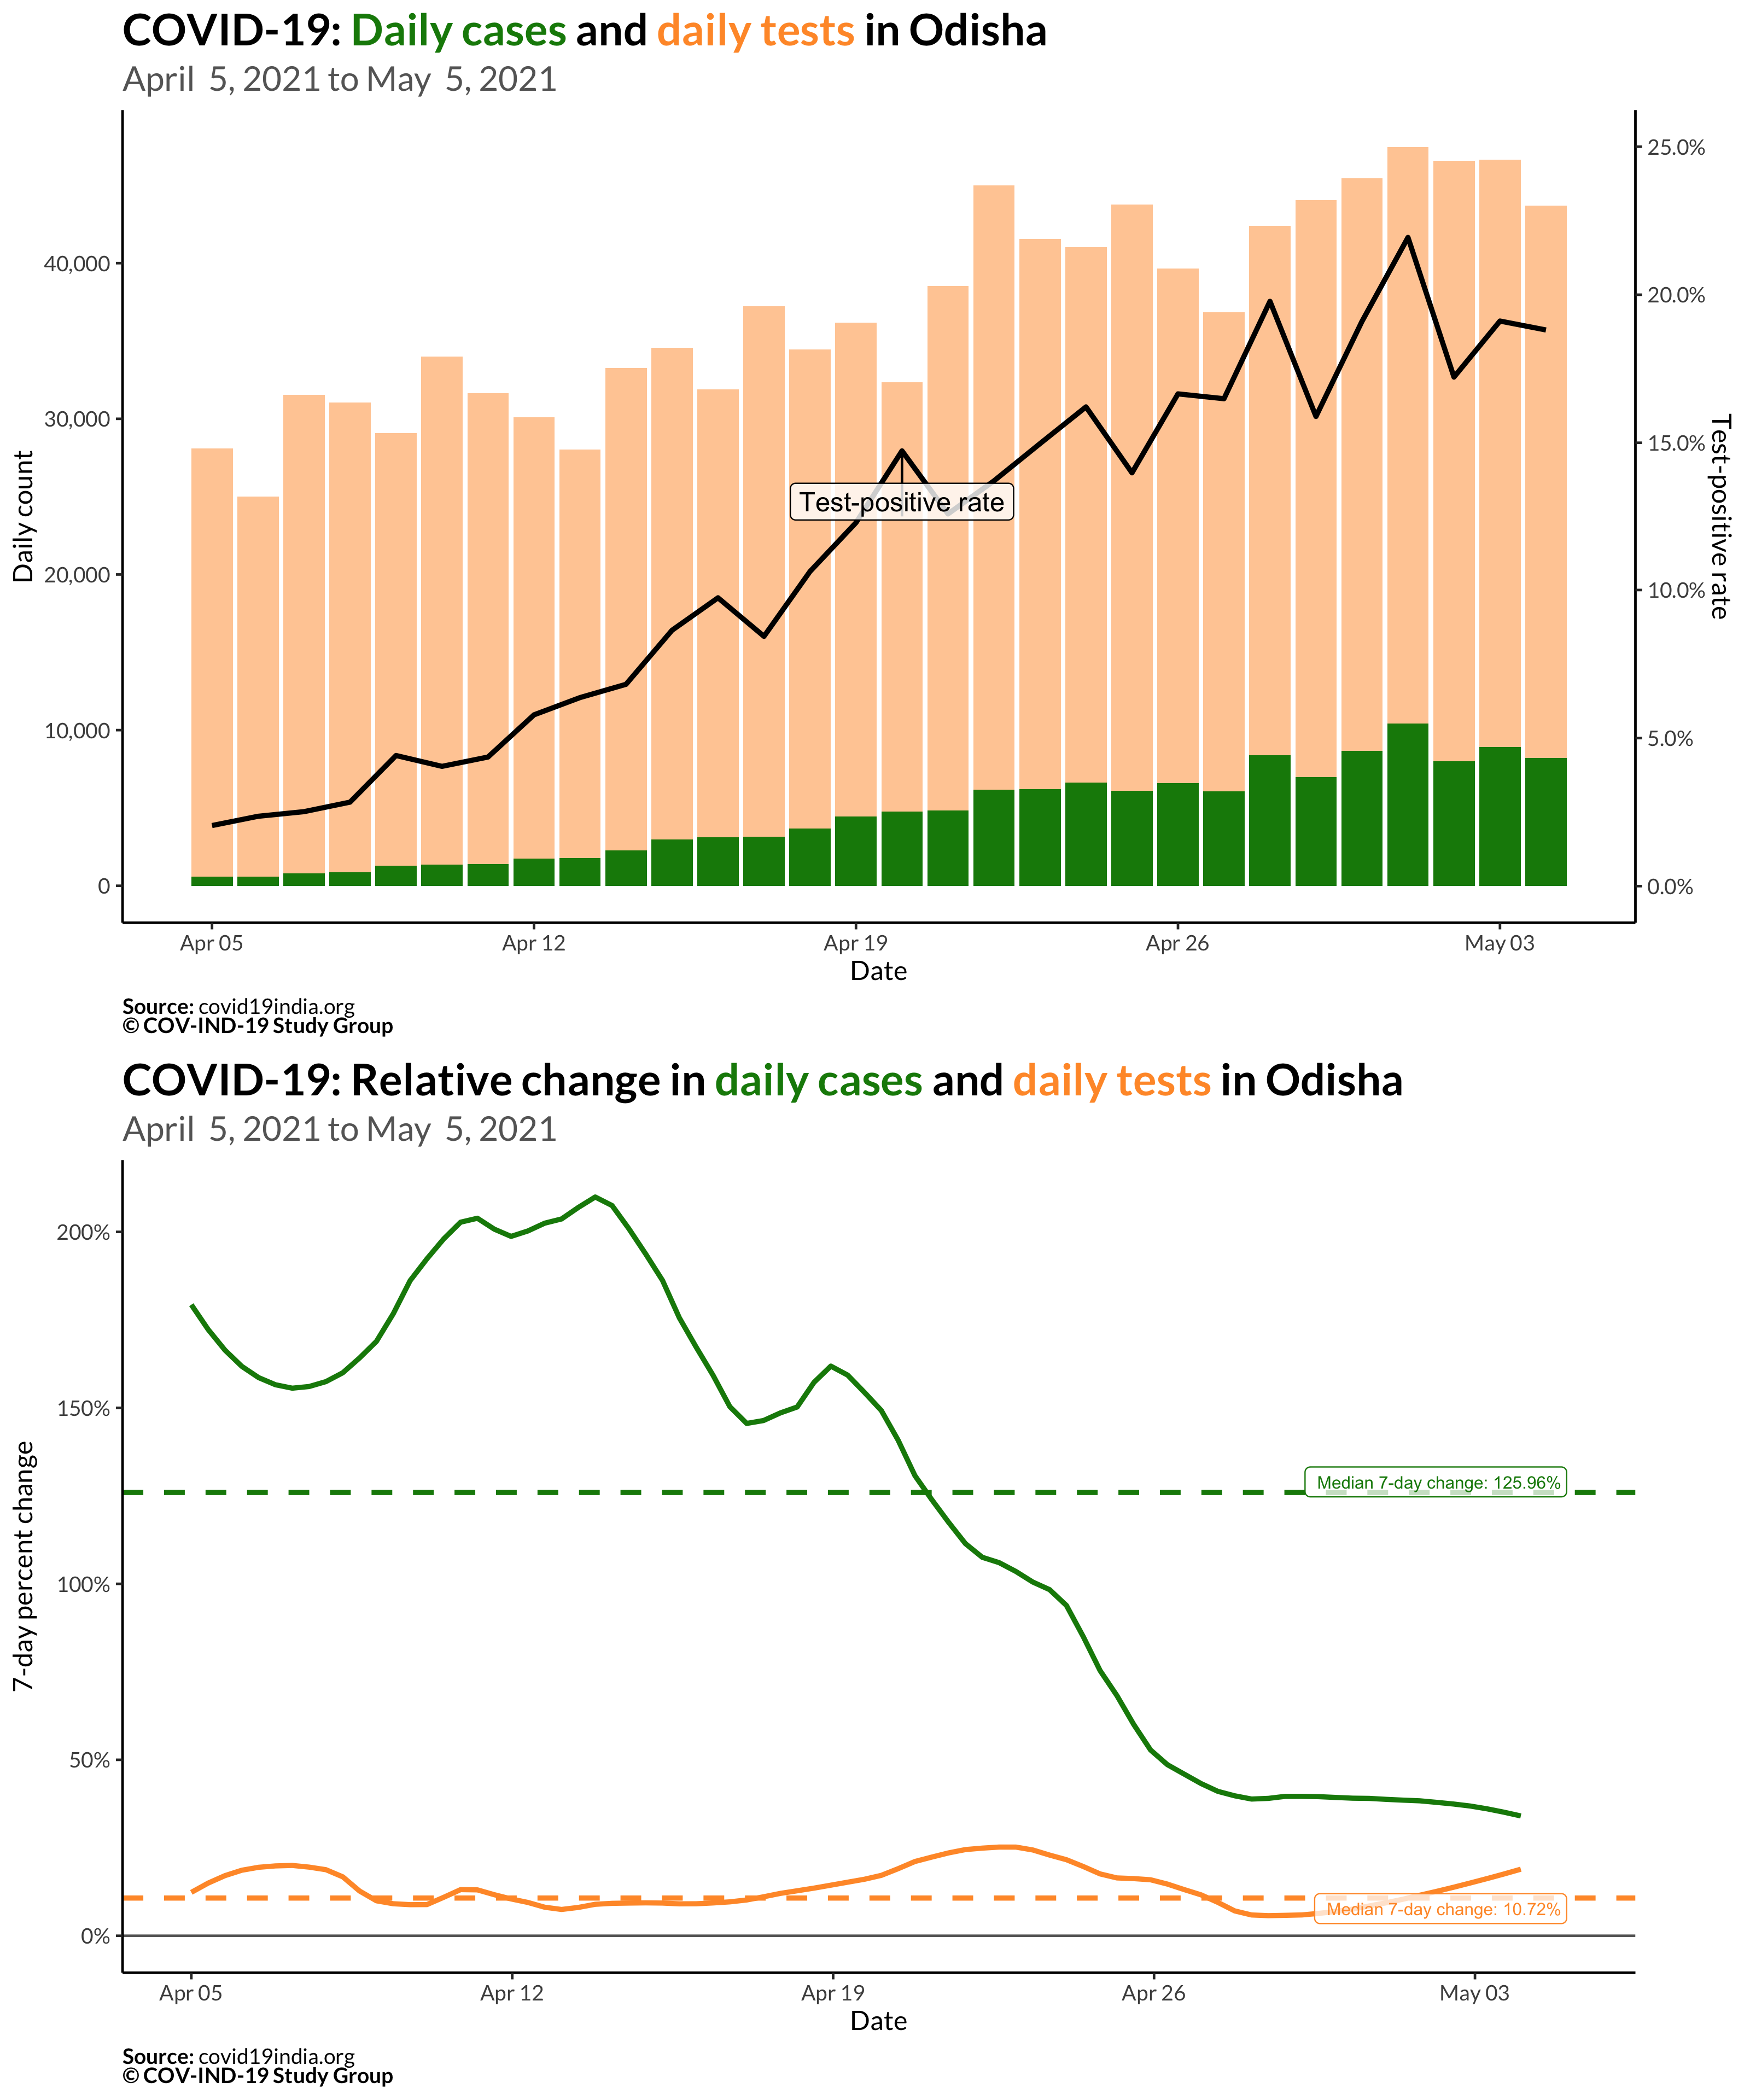 COVID-19: Daily cases and daily tests in Odisha
April 5, 2021 to May 5, 2021
Daily count
40,000
30,000
20,000
10,000
0
25.0%
20.0%
15.0%
10.0%
5.0%
0.0%
Test-positive rate
Test-positive rate
Apr 05
Apr 12
Apr 19
Apr 26
May 03
Date
Source: covid19india.org
© COV-IND-19 Study Group
COVID-19: Relative change in daily cases and daily tests in Odisha
April 5, 2021 to May 5, 2021
7-day percent change
200%
150%
100%
50%
0%
Median 7-day change: 125.96%
Median 7-day change: 10.72%
Apr 05
Apr 12
Apr 19
Apr 26
May 03
Date
Source: covid19india.org
© COV-IND-19 Study Group